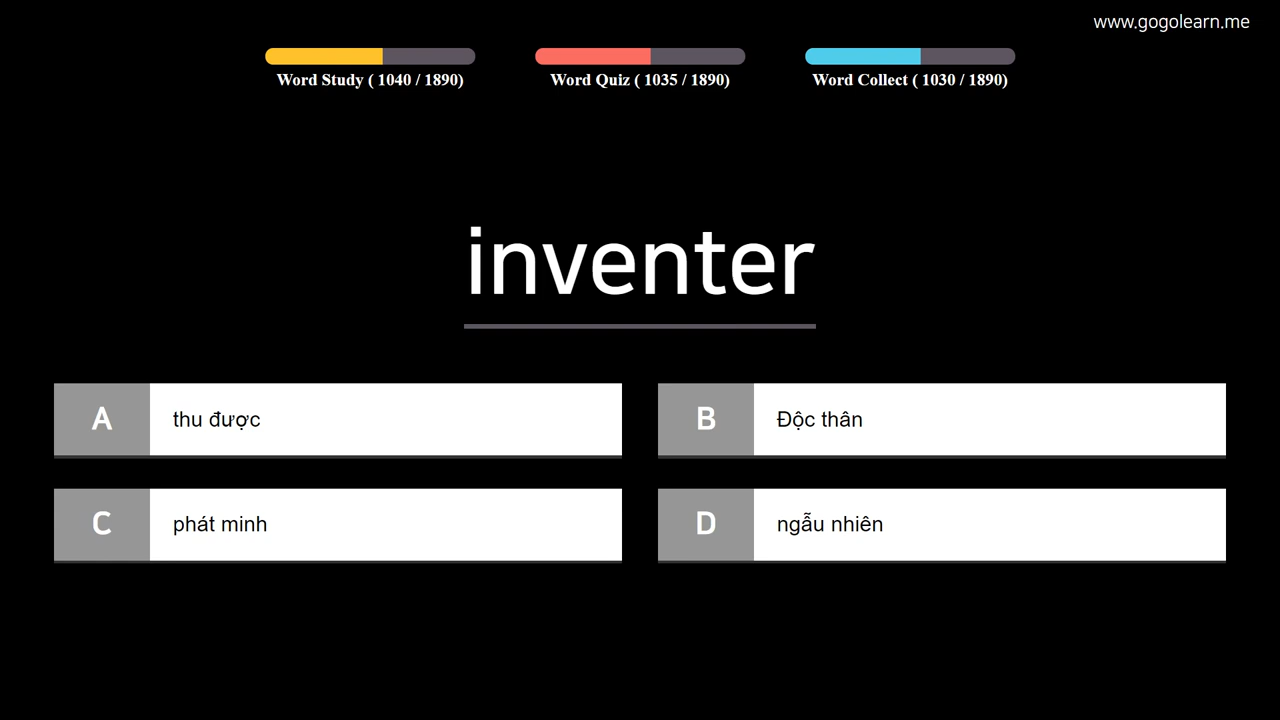 www.gogolearn.me
Word Study ( 1040 / 1890)
Word Quiz ( 1035 / 1890)
Word Collect ( 1030 / 1890)
inventer
A thu được
B Độc thân
C phát minh
D ngẫu nhiên